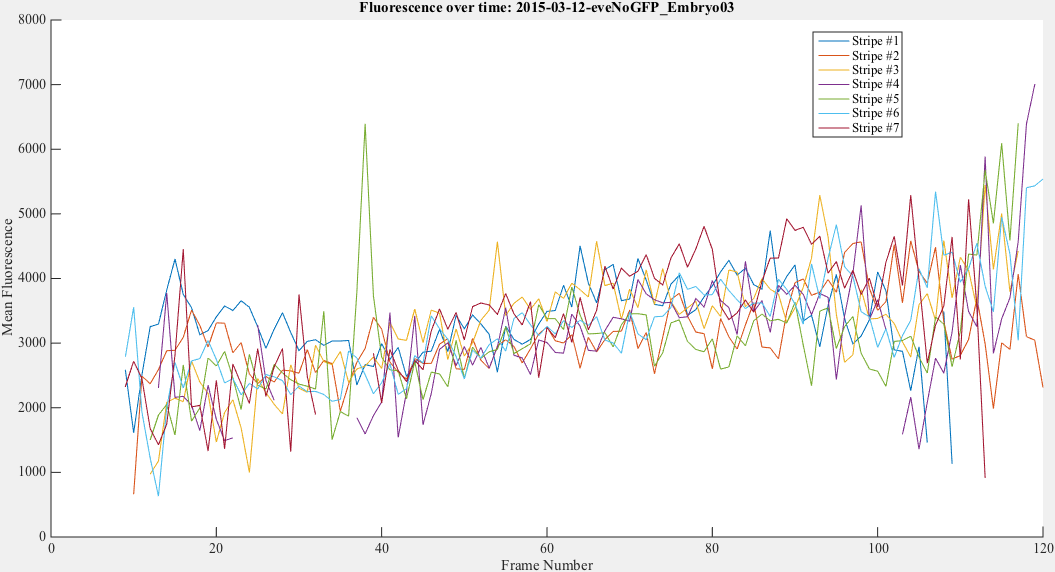 Fluorescence over time: 2015-03-12-eveNoGFP_Embryo03
8000
7000
6000
5000
4000
3000
2000
1000
0
Mean Fluorescence
Stripe #1
Stripe #2
Stripe #3
Stripe #4
Stripe #5
Stripe #6
Stripe #7
0 20 40 60 80 100 120
Frame Number